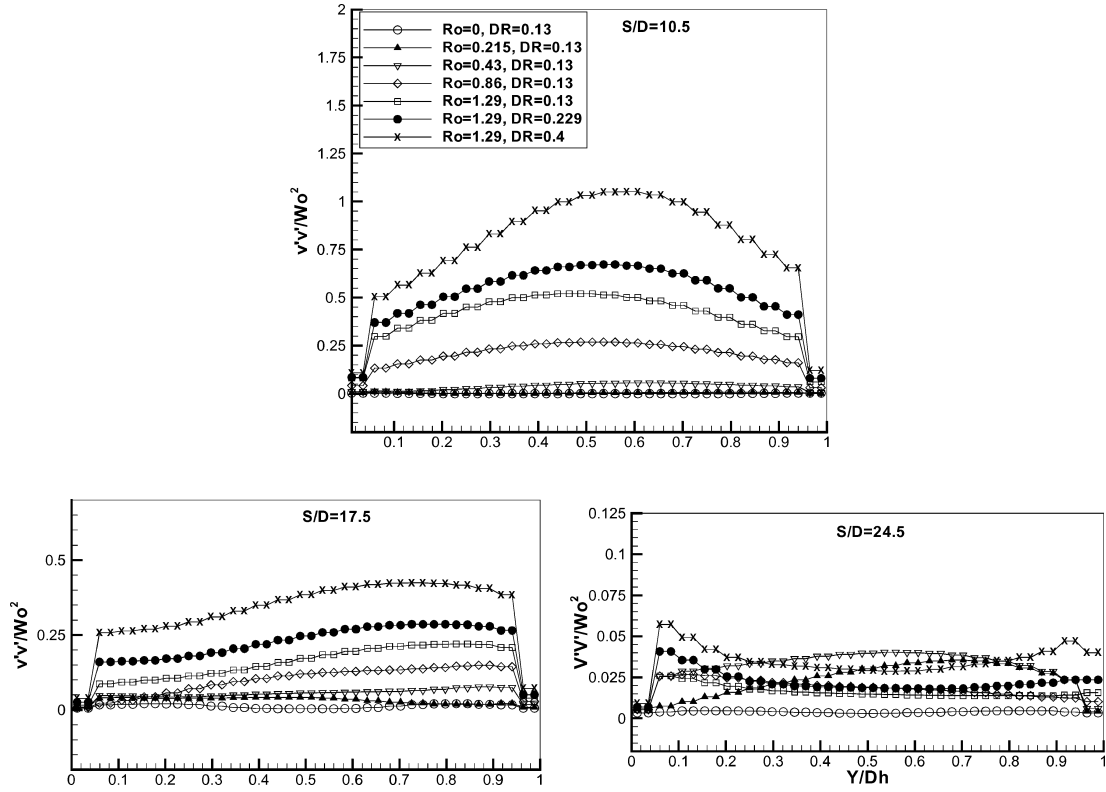 2
1.75
1.5
1.25
1
0.75
0.5
0.25
0
v'v'/Wo²
Ro=0, DR=0.13
Ro=0.215, DR=0.13
Ro=0.43, DR=0.13
Ro=0.86, DR=0.13
Ro=1.29, DR=0.13
Ro=1.29, DR=0.229
Ro=1.29, DR=0.4
S/D=10.5
0.1 0.2 0.3 0.4 0.5 0.6 0.7 0.8 0.9 1
S/D=17.5
0.5
0.25
0
v'v'/Wo²
0 0.1 0.2 0.3 0.4 0.5 0.6 0.7 0.8 0.9 1
S/D=24.5
0.125
0.1
0.075
0.05
0.025
0
V'V'/Wo²
0 0.1 0.2 0.3 0.4 0.5 0.6 0.7 0.8 0.9 1
Y/Dh